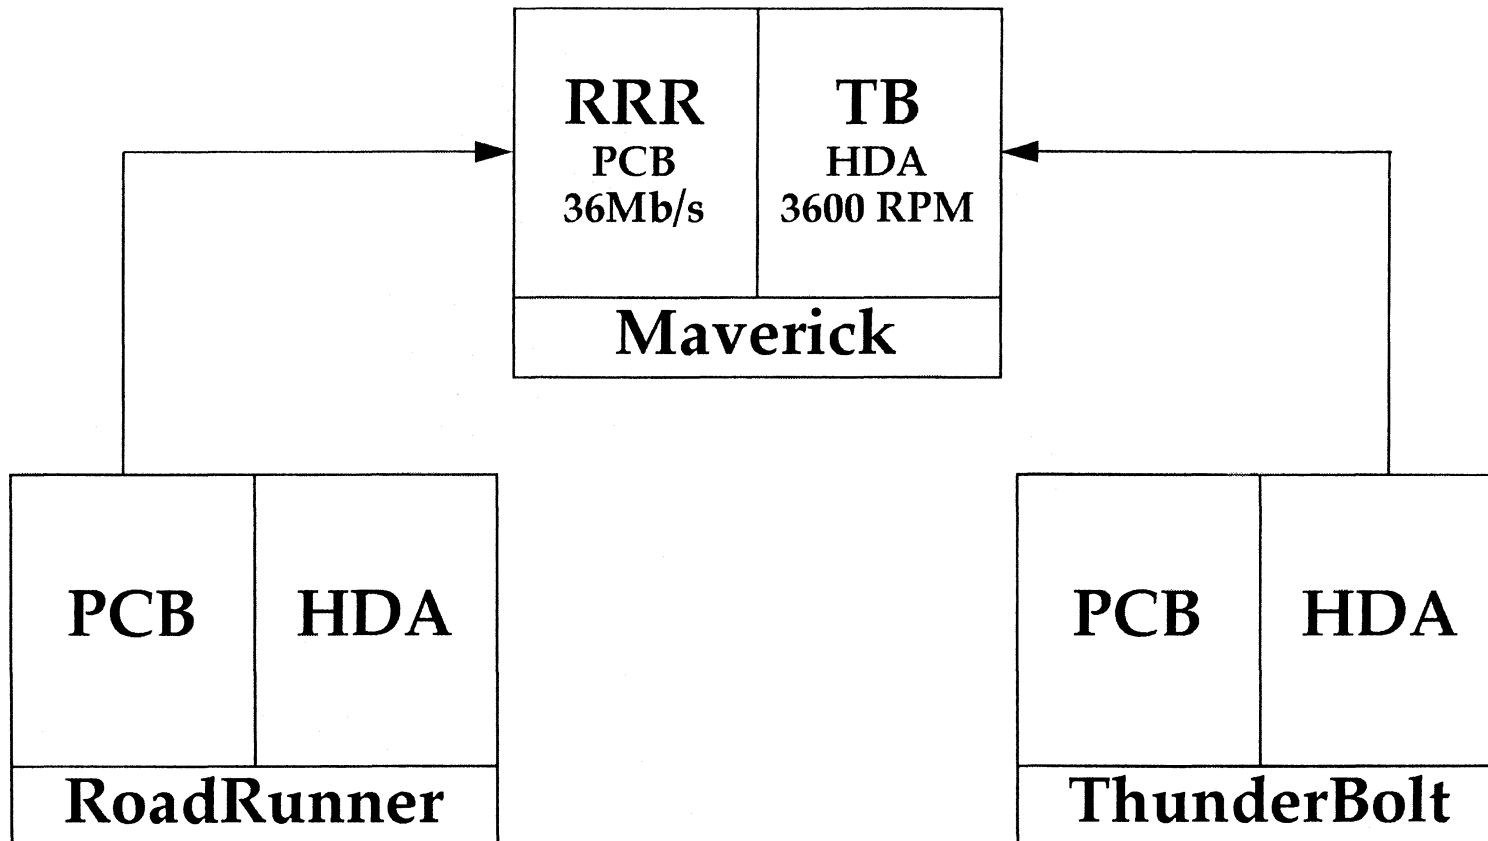 RRR
PCB
36Mb/s
TB
HDA
3600 RPM
Maverick
PCB
HDA
RoadRunner
PCB
HDA
ThunderBolt